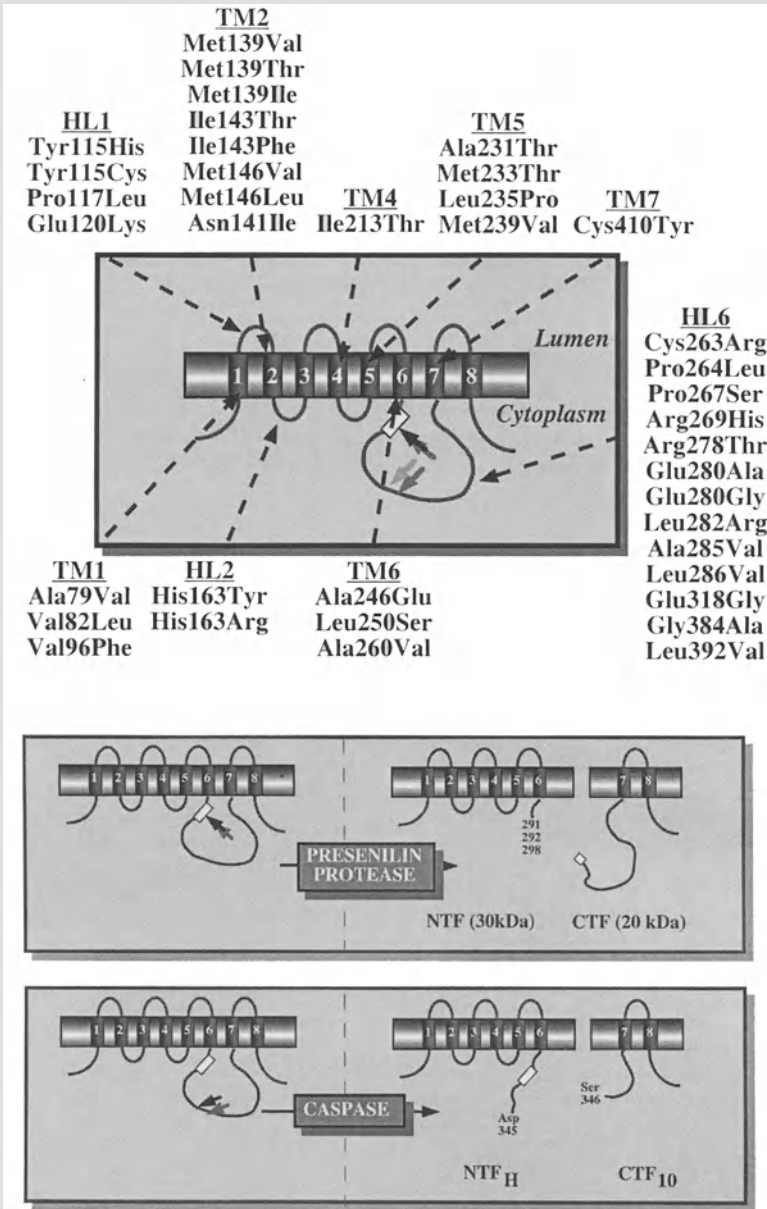 TM2
Met139Val
Met139Thr
Met139Ile
Ile143Thr
Ile143Phe
Met146Val
Met146Leu
Asn141Ile
HL1
Tyr115His
Tyr115Cys
Pro117Leu
Glu120Lys
TM4
Ile213Thr
TM5
Ala231Thr
Met233Thr
Leu235Pro
Met239Val
TM7
Cys410Tyr
Lumen
1 2 3 4 5 6 7 8
Cytoplasm
HL6
Cys263Arg
Pro264Leu
Pro267Ser
Arg269His
Arg278Thr
Glu280Ala
Glu280Gly
Leu282Arg
Ala285Val
Leu286Val
Glu318Gly
Gly384Ala
Leu392Val
TM1
Ala79Val
Val82Leu
Val96Phe
HL2
His163Tyr
His163Arg
TM6
Ala246Glu
Leu250Ser
Ala260Val
1 2 3 4 5 6 7 8
1 2 3 4 5 6
7 8
291
292
298
PRESENILIN
PROTEASE
NTF (30kDa)
CTF (20 kDa)
1 2 3 4 5 6 7 8
1 2 3 4 5 6
7 8
CASPASE
Asp
345
Ser
346
NTFH
CTF10